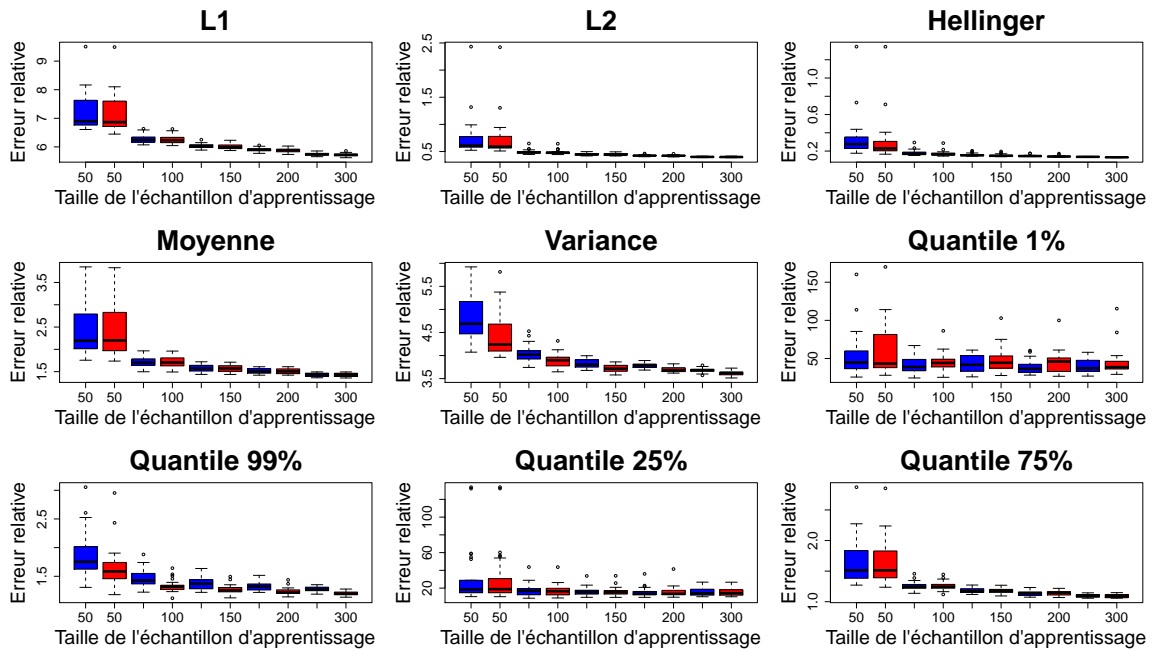 L1
Erreur relative
6 7 8 9
50 50 100 150 200 300
Taille de l'échantillon d'apprentissage
L2
Erreur relative
0.5 1.5 2.5
50 50 100 150 200 300
Taille de l'échantillon d'apprentissage
Hellinger
Erreur relative
0.2 0.6 1.0
50 50 100 150 200 300
Taille de l'échantillon d'apprentissage
Moyenne
Erreur relative
1.5 2.5 3.5
50 50 100 150 200 300
Taille de l'échantillon d'apprentissage
Variance
Erreur relative
3.5 4.5 5.5
50 50 100 150 200 300
Taille de l'échantillon d'apprentissage
Quantile 1%
Erreur relative
50 100 150
50 50 100 150 200 300
Taille de l'échantillon d'apprentissage
Quantile 99%
Erreur relative
1.5 2.5
50 50 100 150 200 300
Taille de l'échantillon d'apprentissage
Quantile 25%
Erreur relative
20 60 100
50 50 100 150 200 300
Taille de l'échantillon d'apprentissage
Quantile 75%
Erreur relative
1.0 2.0
50 50 100 150 200 300
Taille de l'échantillon d'apprentissage